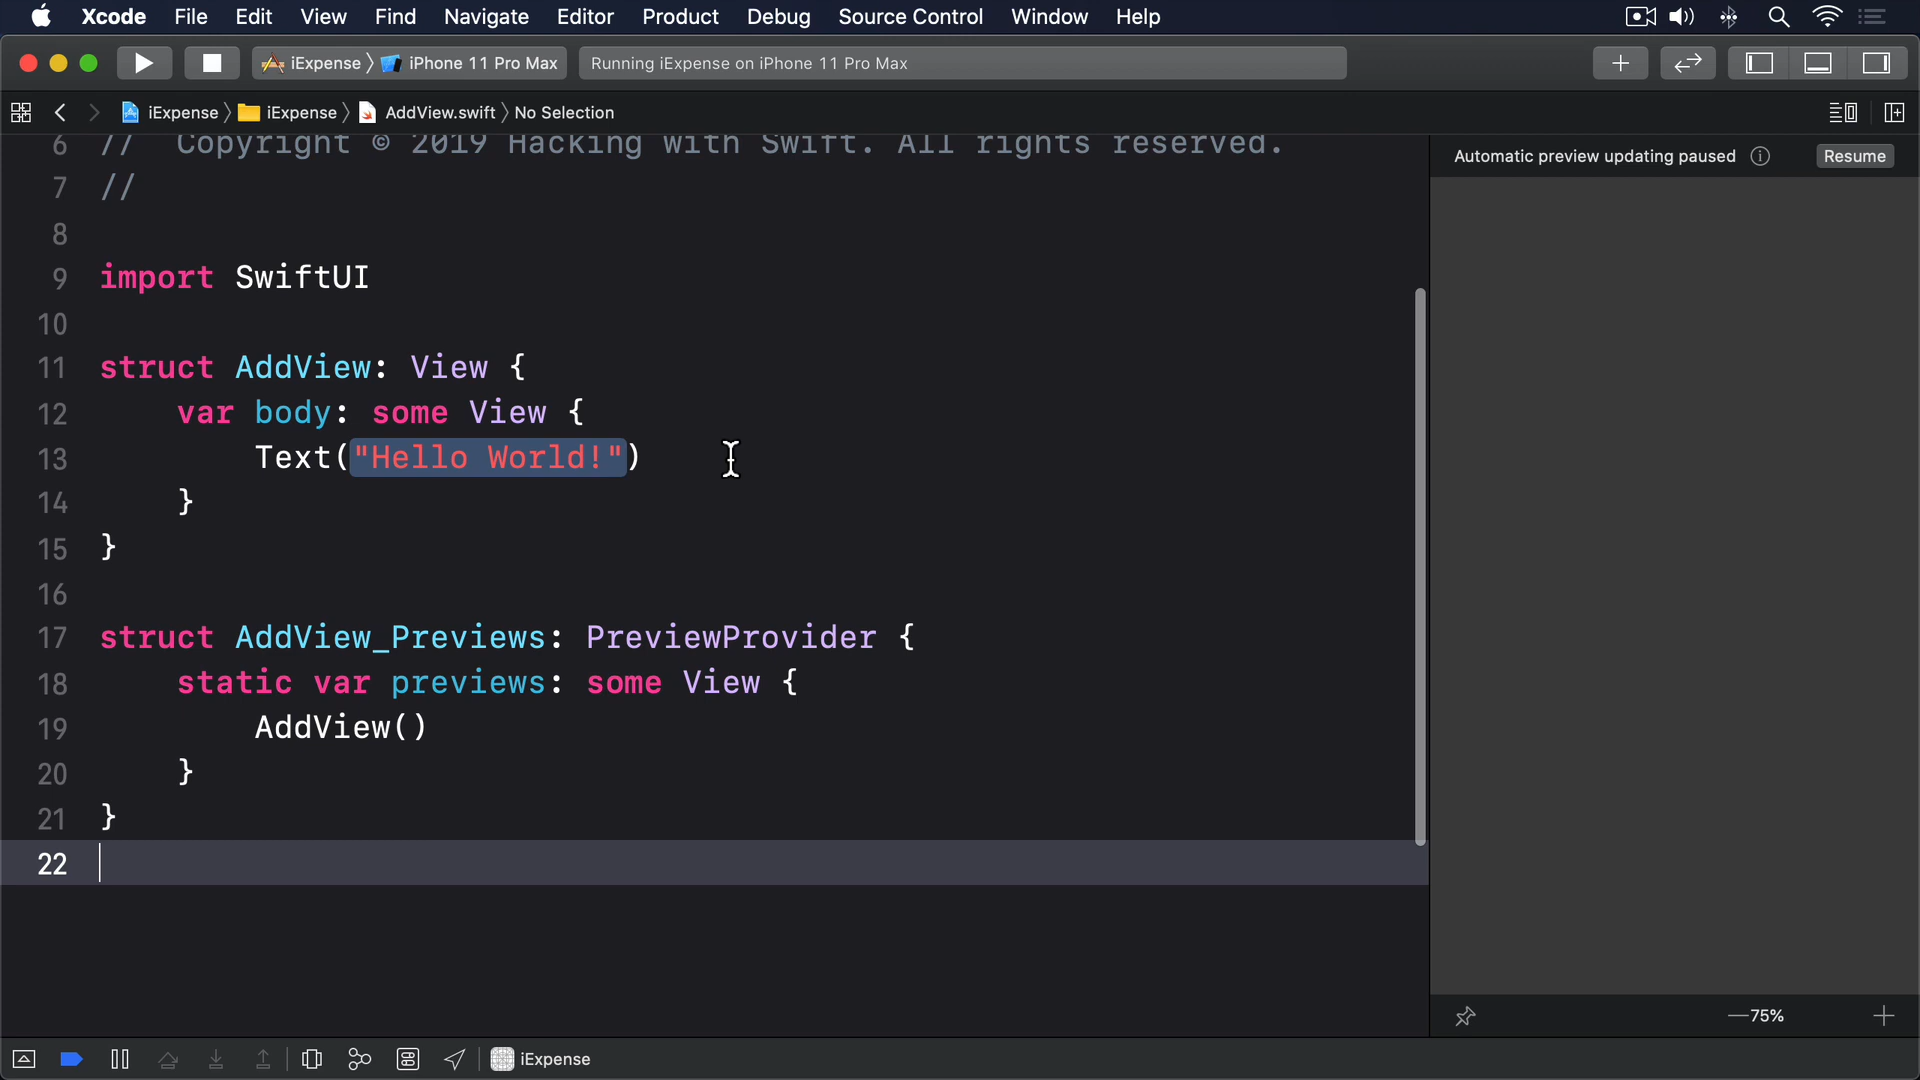 Xcode File Edit View Find Navigate Editor Product Debug Source Control Window Help
iExpense iPhone 11 Pro Max Running iExpense on iPhone 11 Pro Max
iExpense iExpense AddView.swift No Selection
Automatic preview updating paused Resume
6 // Copyright © 2019 Hacking with Swift. All rights reserved.
7 //
8
9 import SwiftUI
10
11 struct AddView: View {
12 var body: some View {
13 Text("Hello World!")
14 }
15 }
16
17 struct AddView_Previews: PreviewProvider {
18 static var previews: some View {
19 AddView()
20 }
21 }
22
75%
iExpense